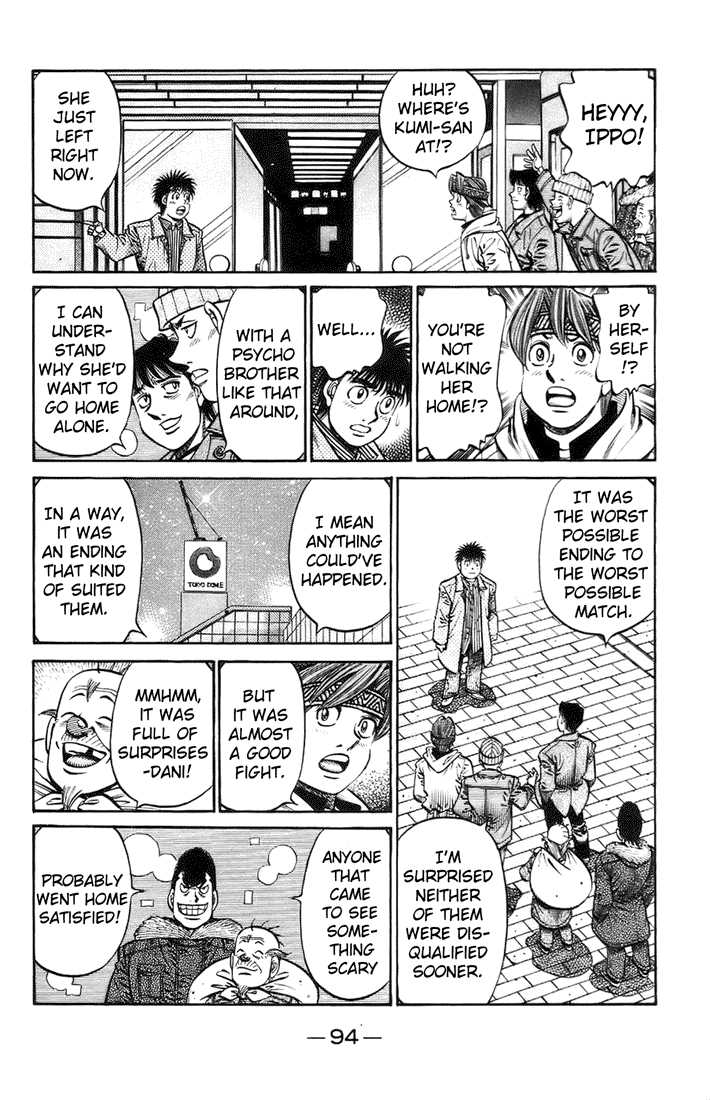 HEYYY,
IPPO!
HUH?
WHERE'S
KUMI-SAN
AT!?
SHE
JUST
LEFT
RIGHT
NOW.
BY
HER-
SELF
!?
YOU'RE
NOT
WALKING
HER
HOME!?
WELL...
WITH A
PSYCHO
BROTHER
LIKE THAT
AROUND,
I CAN
UNDER-
STAND
WHY SHE'D
WANT TO
GO HOME
ALONE.
IT WAS
THE WORST
POSSIBLE
ENDING TO
THE WORST
POSSIBLE
MATCH.
I'M
SURPRISED
NEITHER
OF THEM
WERE DIS-
QUALIFIED
SOONER.
I MEAN
ANYTHING
COULD'VE
HAPPENED.
TOKYO DOME
IN A WAY,
IT WAS
AN ENDING
THAT KIND
OF SUITED
THEM.
BUT
IT WAS
ALMOST
A GOOD
FIGHT.
MMHMM,
IT WAS
FULL OF
SURPRISES
-DANI!
ANYONE
THAT
CAME
TO SEE
SOME-
THING
SCARY
PROBABLY
WENT HOME
SATISFIED!
—94—